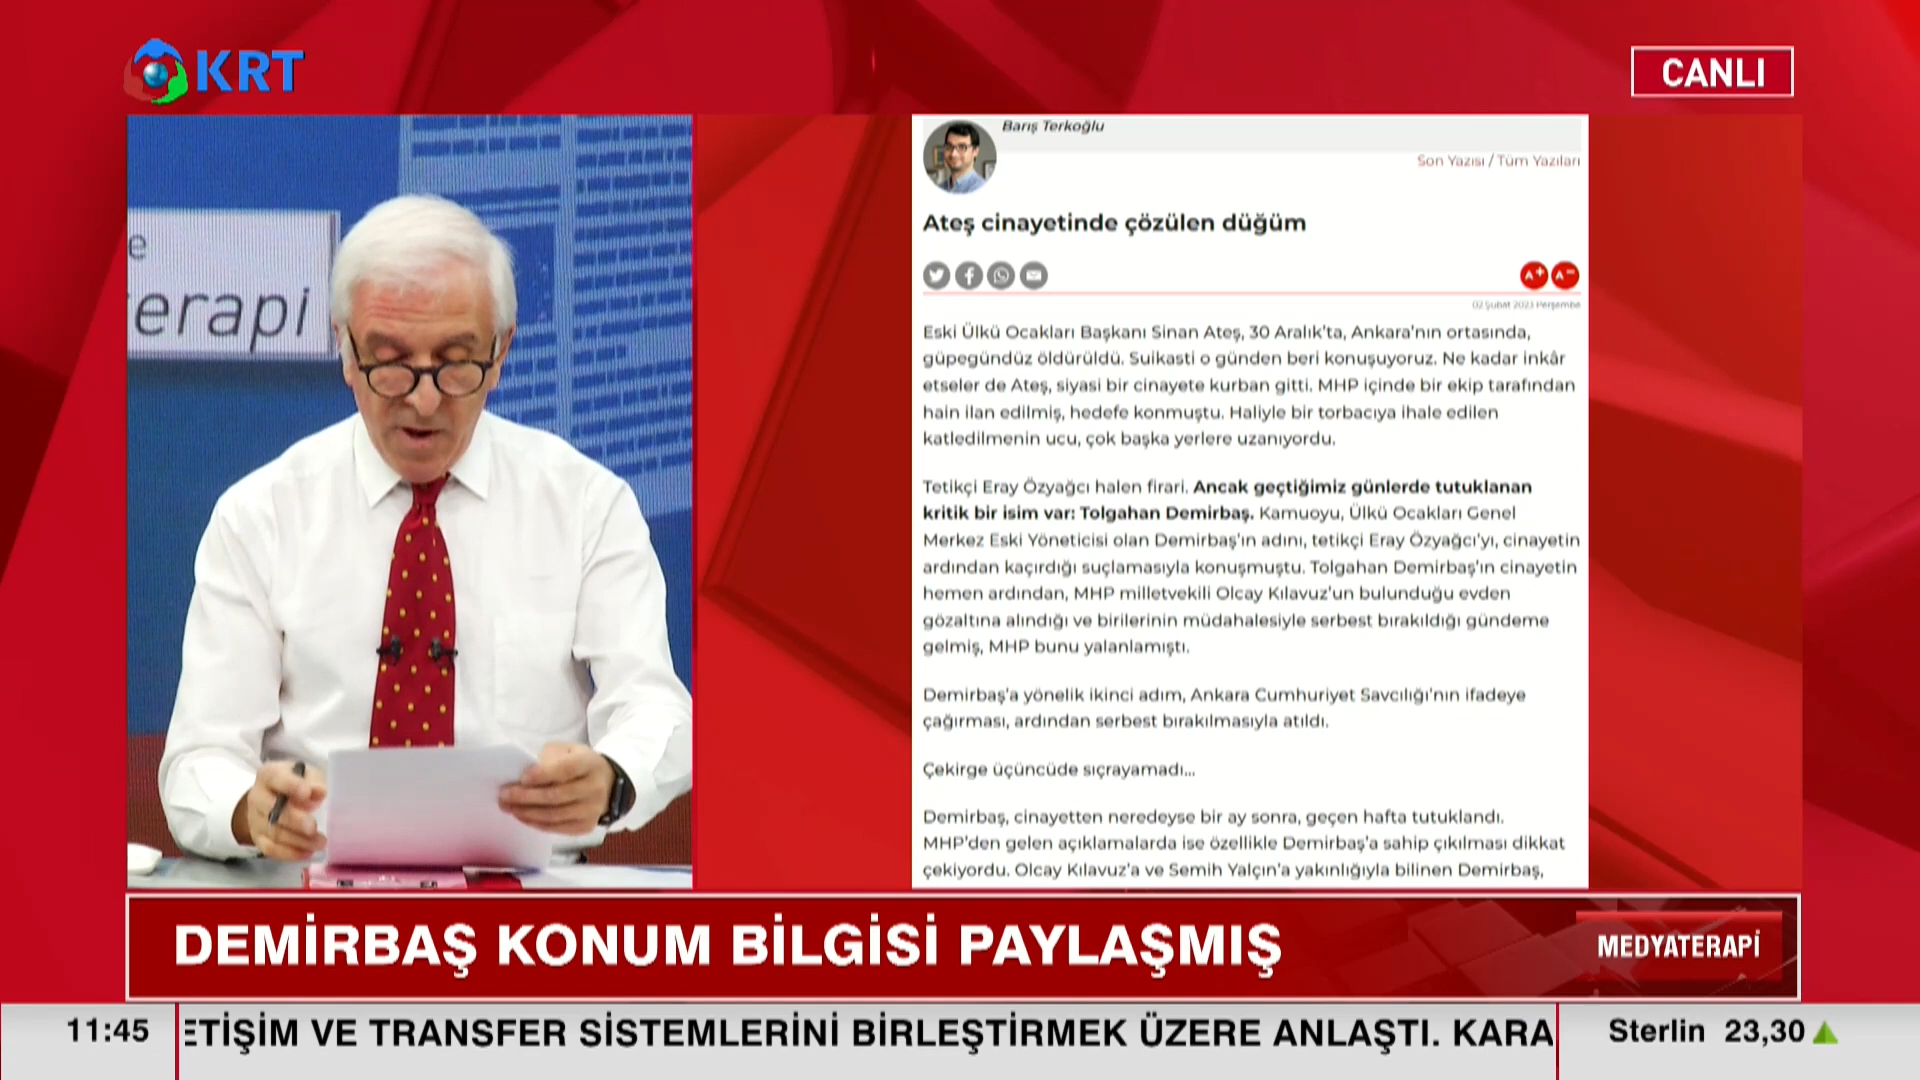 KRT
CANLI
e
erapi
Barış Terkoğlu
Son Yazısı / Tüm Yazıları
Ateş cinayetinde çözülen düğüm
A+ A-
02 Şubat 2023 Perşembe
Eski Ülkü Ocakları Başkanı Sinan Ateş, 30 Aralık'ta, Ankara'nın ortasında,
güpegündüz öldürüldü. Suikasti o günden beri konuşuyoruz. Ne kadar inkâr
etseler de Ateş, siyasi bir cinayete kurban gitti. MHP içinde bir ekip tarafından
hain ilan edilmiş, hedefe konmuştu. Haliyle bir torbacıya ihale edilen
katledilmenin ucu, çok başka yerlere uzanıyordu.
Tetikçi Eray Özyağcı halen firari. Ancak geçtiğimiz günlerde tutuklanan
kritik bir isim var: Tolgahan Demirbaş. Kamuoyu, Ülkü Ocakları Genel
Merkez Eski Yöneticisi olan Demirbaş'ın adını, tetikçi Eray Özyağcı'yı, cinayetin
ardından kaçırdığı suçlamasıyla konuşmuştu. Tolgahan Demirbaş'ın cinayetin
hemen ardından, MHP milletvekili Olcay Kılavuz'un bulunduğu evden
gözaltına alındığı ve birilerinin müdahalesiyle serbest bırakıldığı gündeme
gelmiş, MHP bunu yalanlamıştı.
Demirbaş'a yönelik ikinci adım, Ankara Cumhuriyet Savcılığı'nın ifadeye
çağırması, ardından serbest bırakılmasıyla atıldı.
Çekirge üçüncüde sıçrayamadı...
Demirbaş, cinayetten neredeyse bir ay sonra, geçen hafta tutuklandı.
MHP'den gelen açıklamalarda ise özellikle Demirbaş'a sahip çıkılması dikkat
çekiyordu. Olcay Kılavuz'a ve Semih Yalçın'a yakınlığıyla bilinen Demirbaş,
DEMİRBAŞ KONUM BİLGİSİ PAYLAŞMIŞ
MEDYATERAPİ
11:45
ETİŞİM VE TRANSFER SİSTEMLERİNİ BİRLEŞTİRMEK ÜZERE ANLAŞTI. KARA
Sterlin 23,30